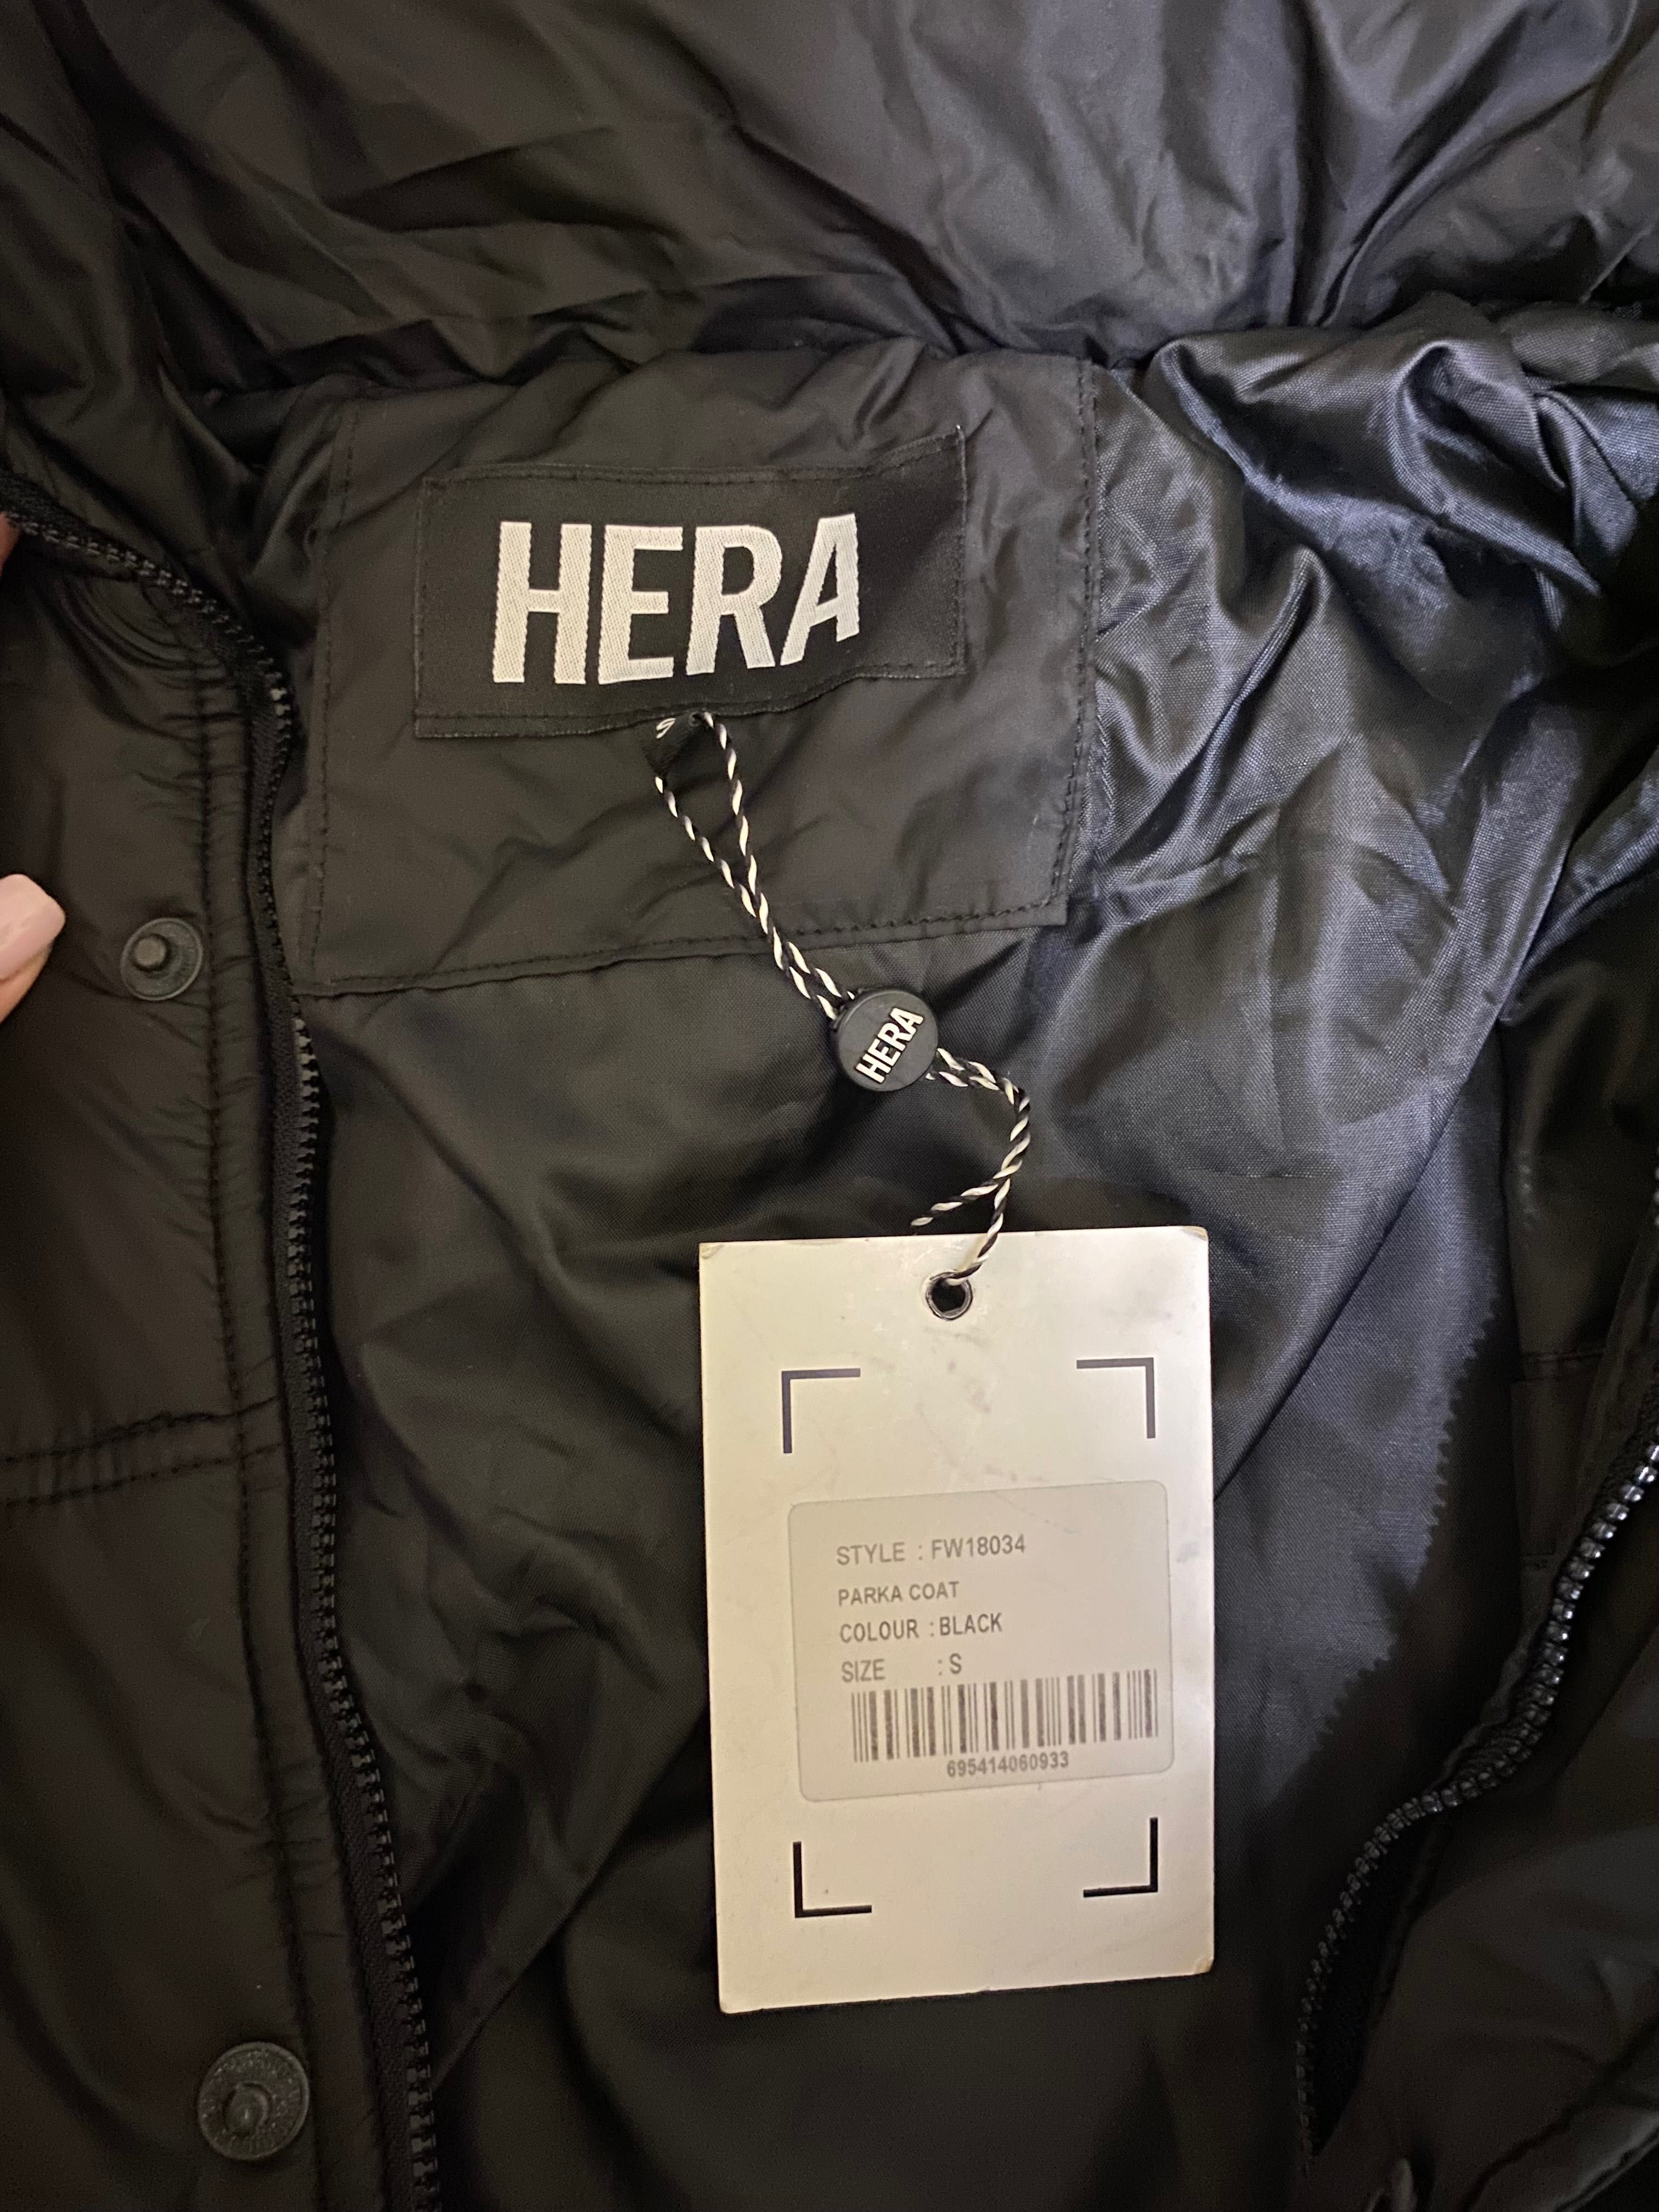 HERA
HERA
STYLE : FW18034
PARKA COAT
COLOUR : BLACK
SIZE : S
695414060933